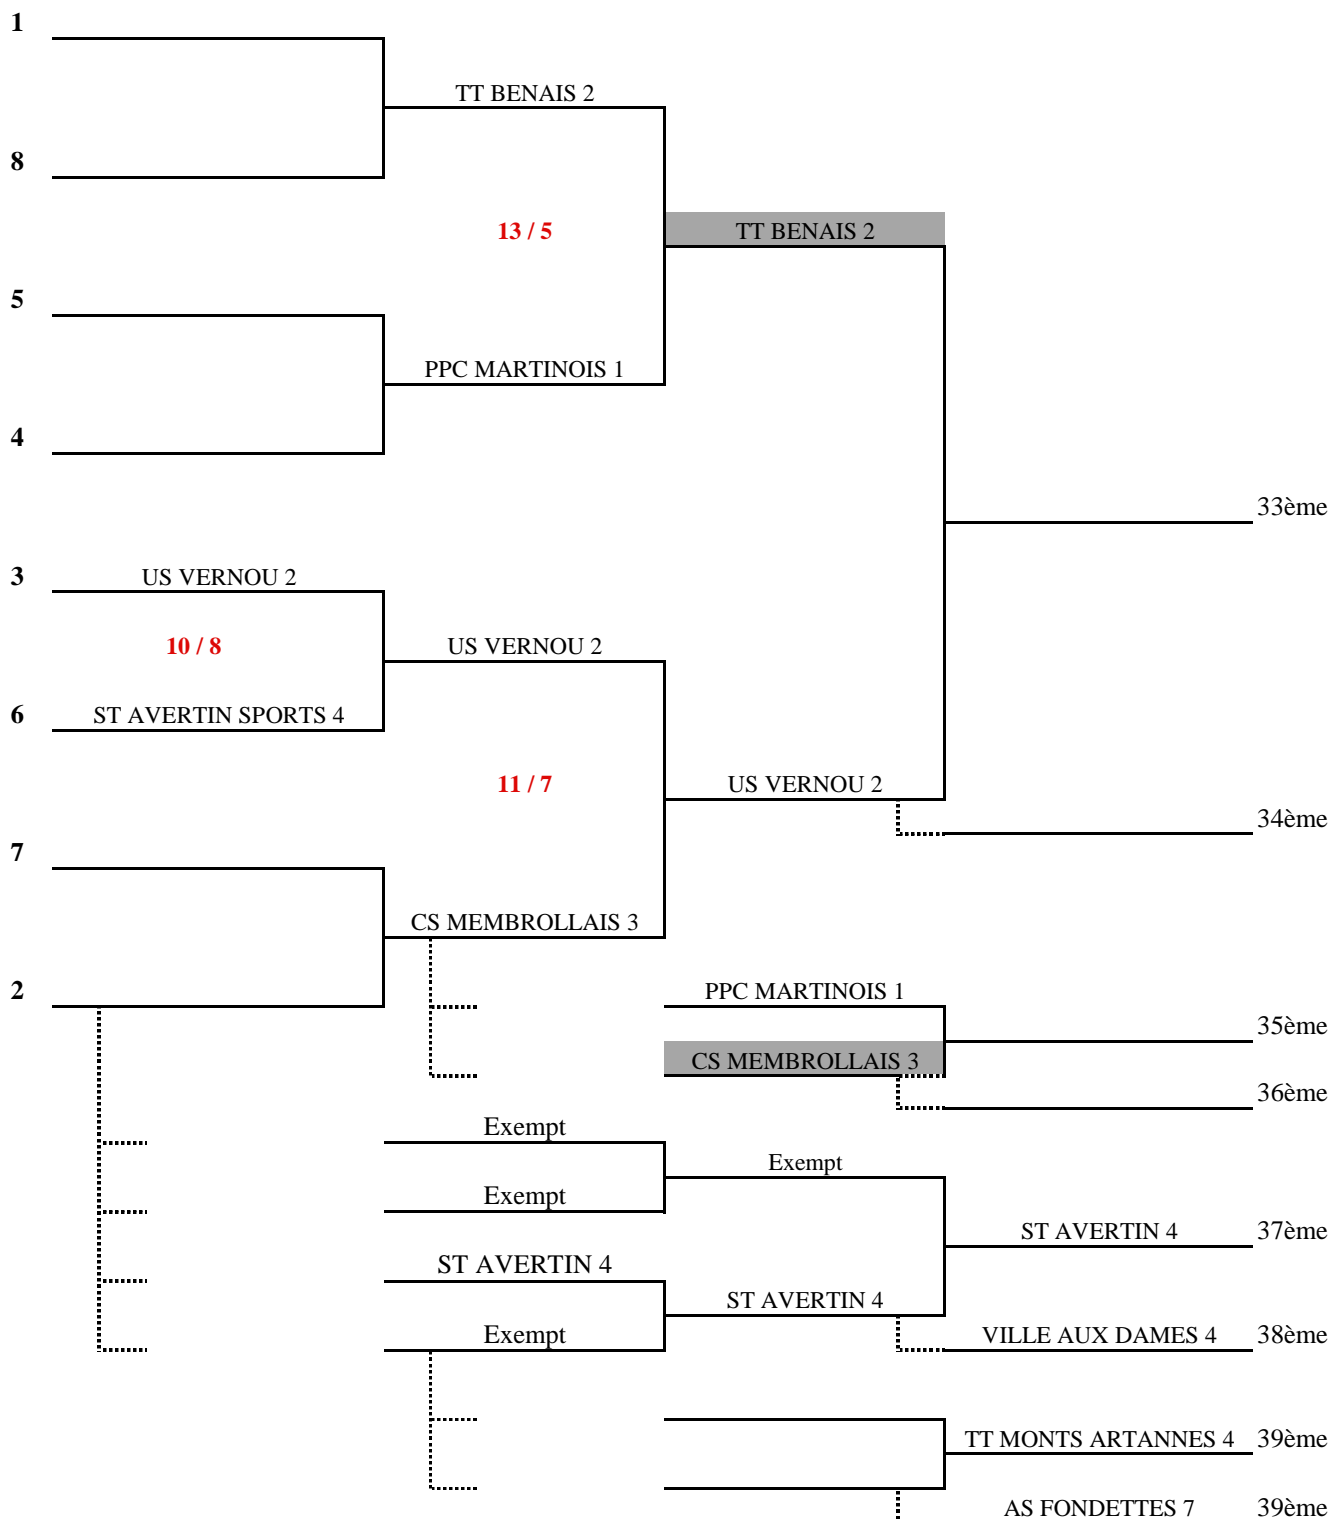 1
TT BENAIS 2
8
13 / 5
TT BENAIS 2
5
PPC MARTINOIS 1
4
33ème
3
US VERNOU 2
10 / 8
US VERNOU 2
6
ST AVERTIN SPORTS 4
11 / 7
US VERNOU 2
34ème
7
CS MEMBROLLAIS 3
2
PPC MARTINOIS 1
35ème
CS MEMBROLLAIS 3
36ème
Exempt
Exempt
Exempt
ST AVERTIN 4
37ème
ST AVERTIN 4
ST AVERTIN 4
Exempt
VILLE AUX DAMES 4
38ème
TT MONTS ARTANNES 4
39ème
AS FONDETTES 7
39ème